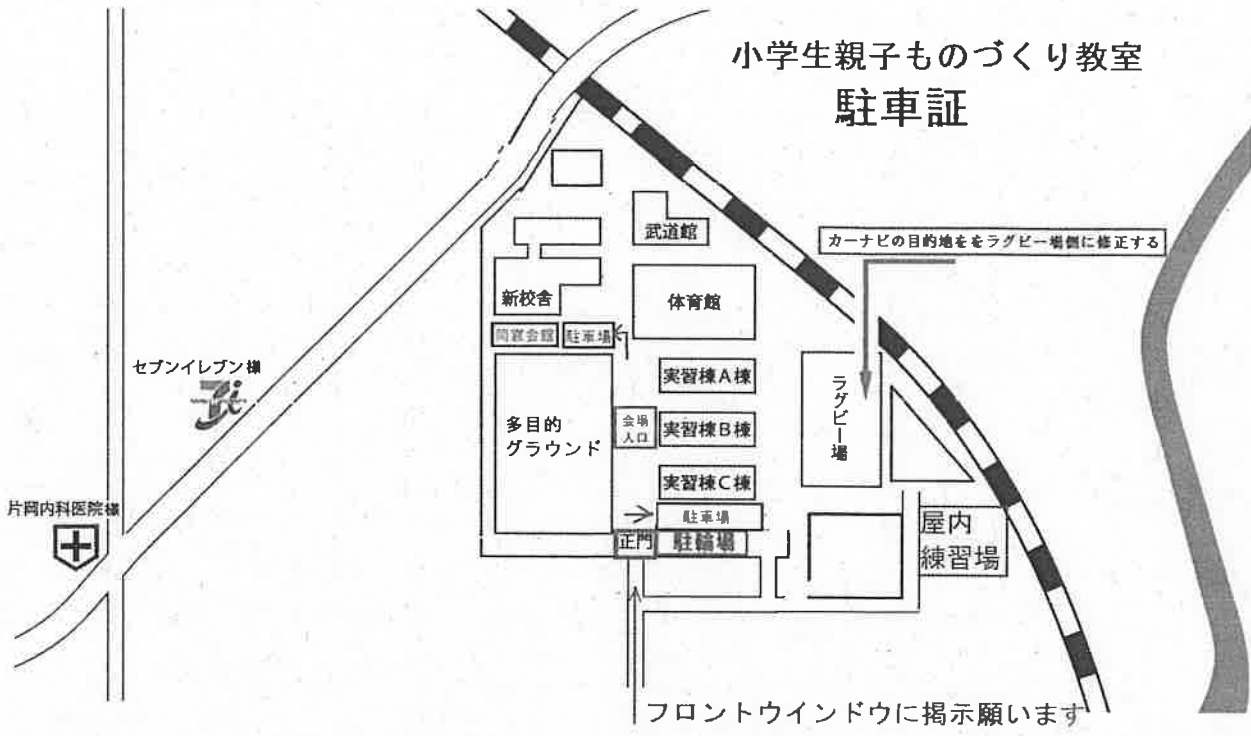 小学生親子ものづくり教室
駐車証
武道館
カーナビの目的地ををラグビー場側に修正する
新校舎
体育館
同窓会館
駐車場
セブンイレブン様
実習棟A棟
ラグビー場
多目的
グラウンド
会場
入口
実習棟B棟
実習棟C棟
片岡内科医院様
駐車場
正門
駐輪場
屋内
練習場
フロントウインドウに掲示願います